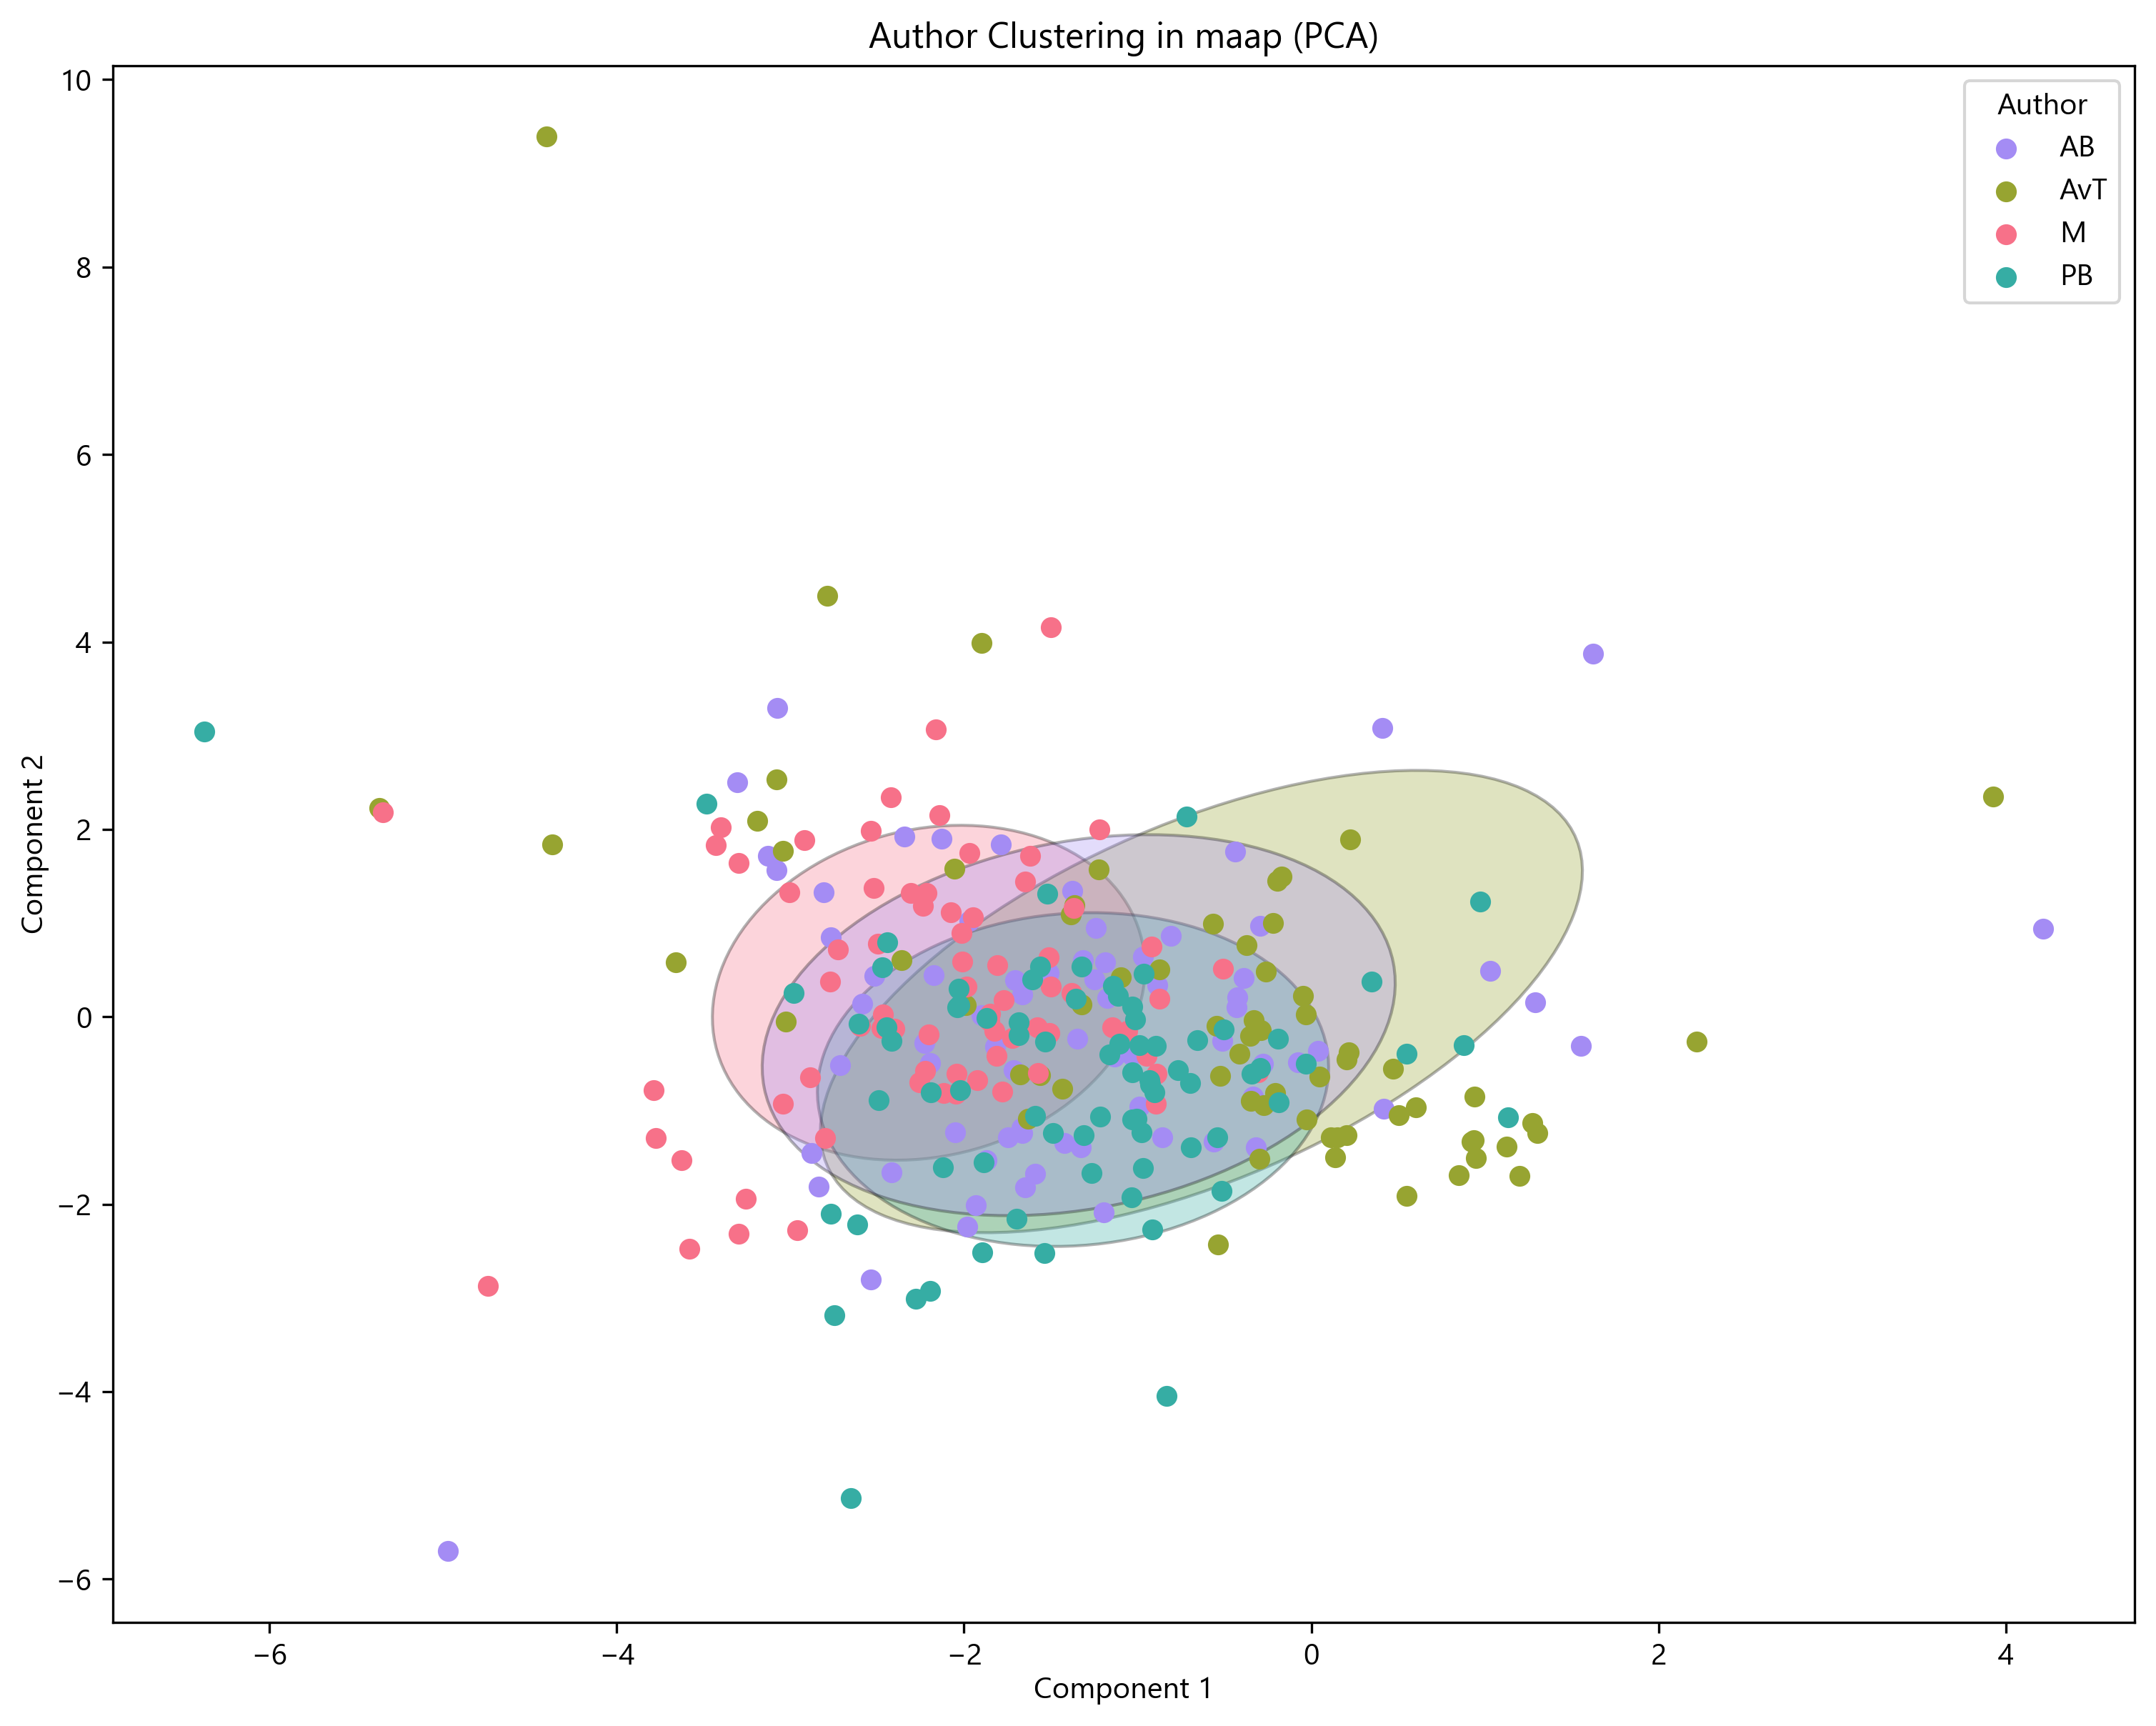 Author Clustering in maap (PCA)
Author
AB
AvT
M
PB
10
8
6
4
2
0
−2
−4
−6
Component 2
−6
−4
−2
0
2
4
Component 1